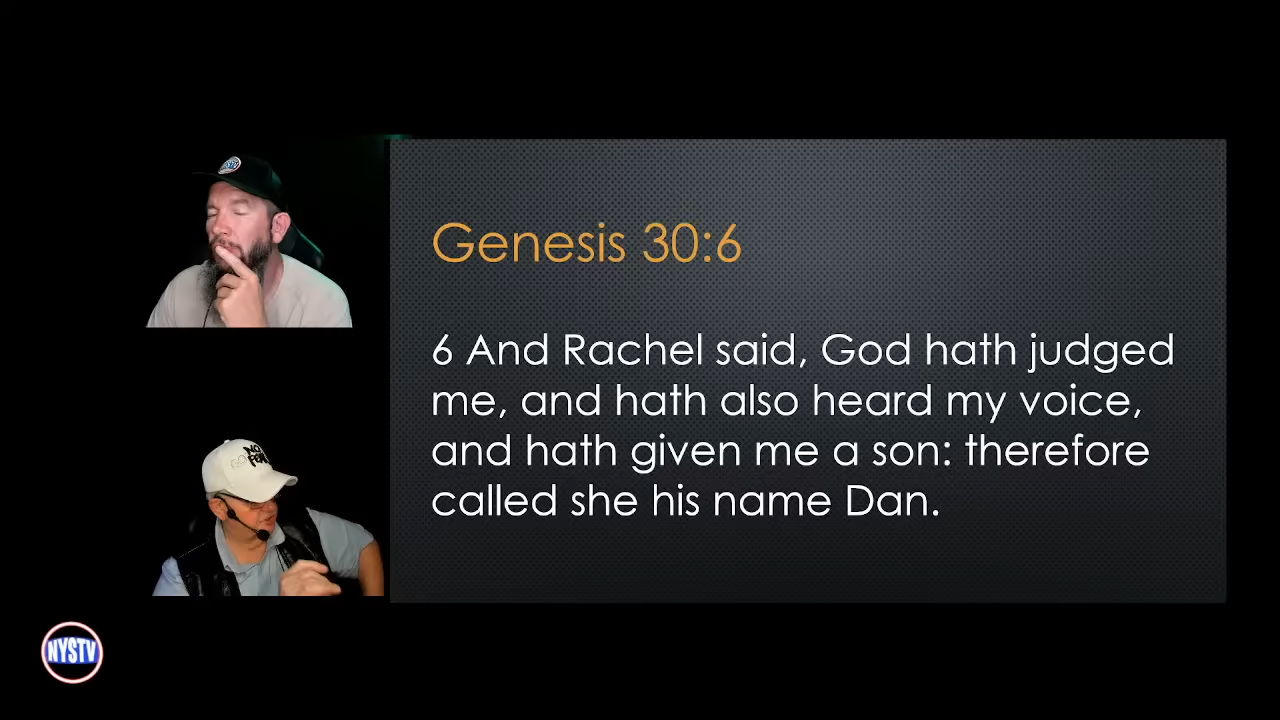 Genesis 30:6
6 And Rachel said, God hath judged
me, and hath also heard my voice,
and hath given me a son: therefore
called she his name Dan.
NYSTV